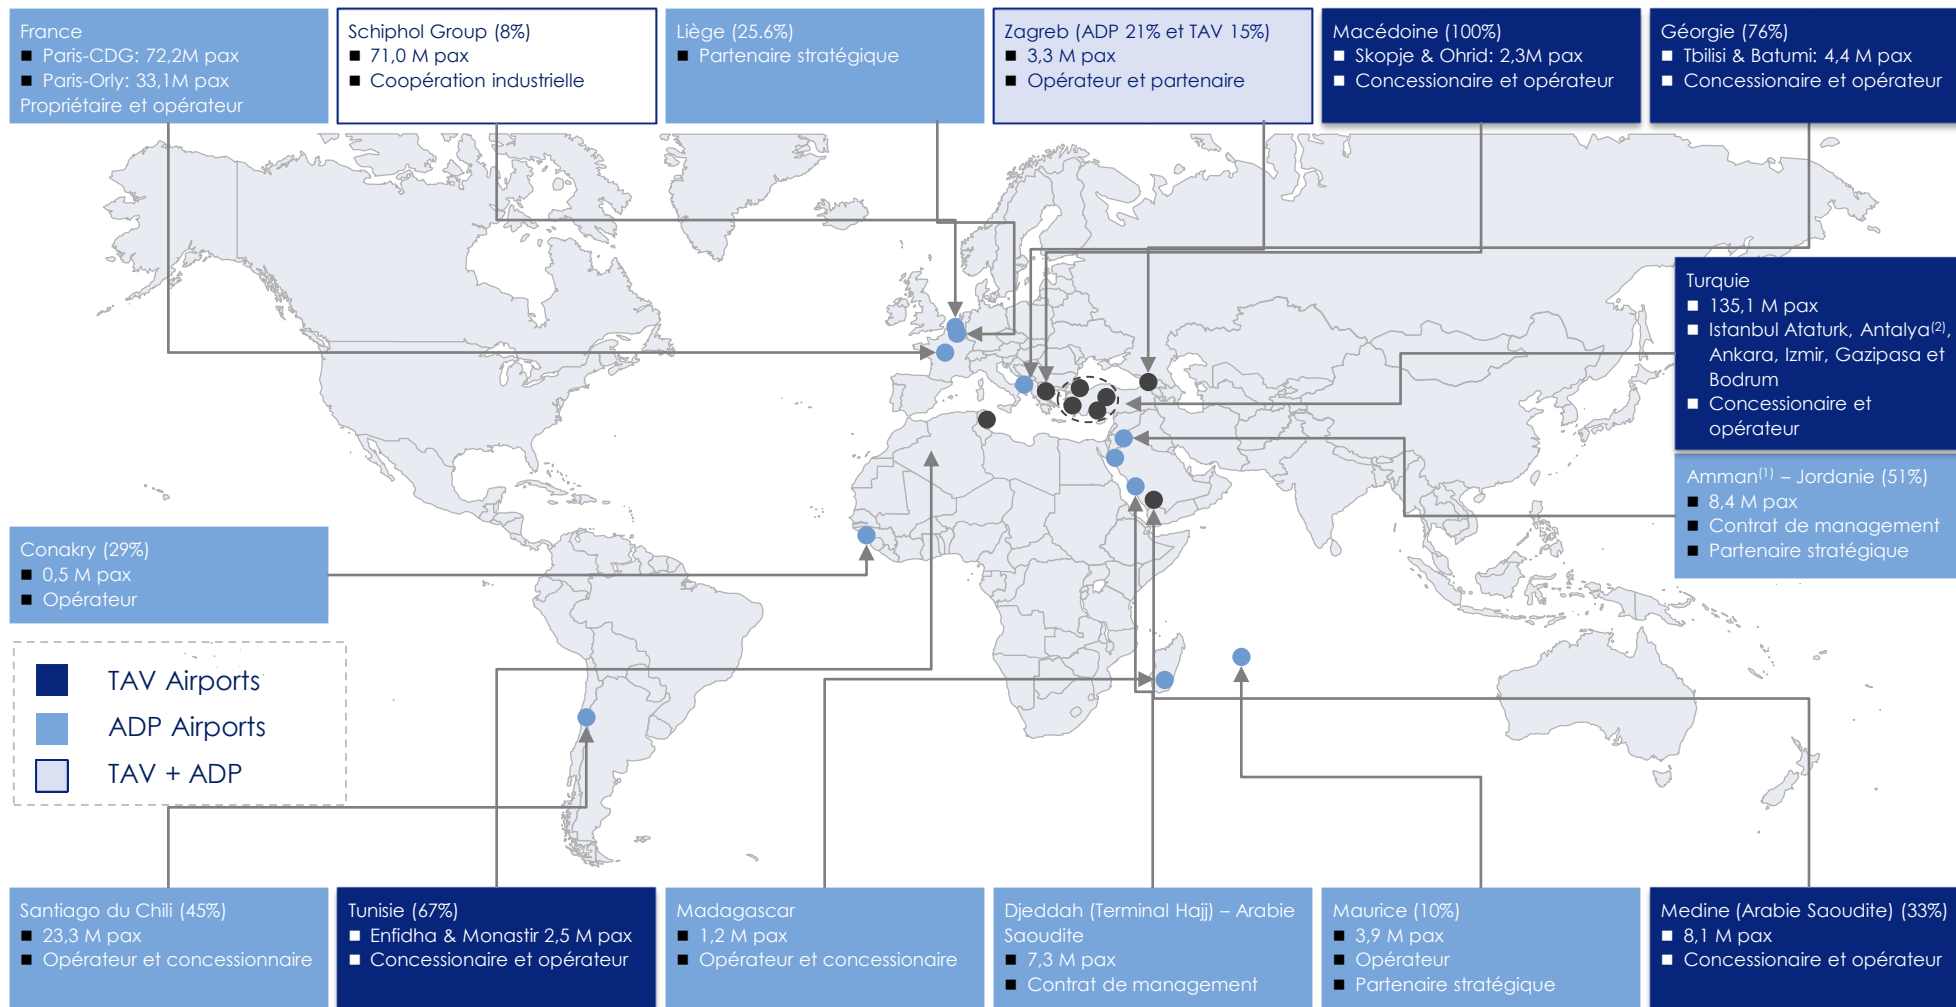 France
Paris-CDG: 72,2M pax
Paris-Orly: 33,1M pax
Propriétaire et opérateur
Schiphol Group (8%)
71,0 M pax
Coopération industrielle
Liège (25.6%)
Partenaire stratégique
Zagreb (ADP 21% et TAV 15%)
3,3 M pax
Opérateur et partenaire
Macédoine (100%)
Skopje & Ohrid: 2,3M pax
Concessionaire et opérateur
Géorgie (76%)
Tbilisi & Batumi: 4,4 M pax
Concessionaire et opérateur
Turquie
135,1 M pax
Istanbul Ataturk, Antalya(2),
Ankara, Izmir, Gazipasa et
Bodrum
Concessionaire et
opérateur
Amman(1) – Jordanie (51%)
8,4 M pax
Contrat de management
Partenaire stratégique
Conakry (29%)
0,5 M pax
Opérateur
TAV Airports
ADP Airports
TAV + ADP
Santiago du Chili (45%)
23,3 M pax
Opérateur et concessionnaire
Tunisie (67%)
Enfidha & Monastir 2,5 M pax
Concessionaire et opérateur
Madagascar
1,2 M pax
Opérateur et concessionaire
Djeddah (Terminal Hajj) – Arabie
Saoudite
7,3 M pax
Contrat de management
Maurice (10%)
3,9 M pax
Opérateur
Partenaire stratégique
Medine (Arabie Saoudite) (33%)
8,1 M pax
Concessionaire et opérateur